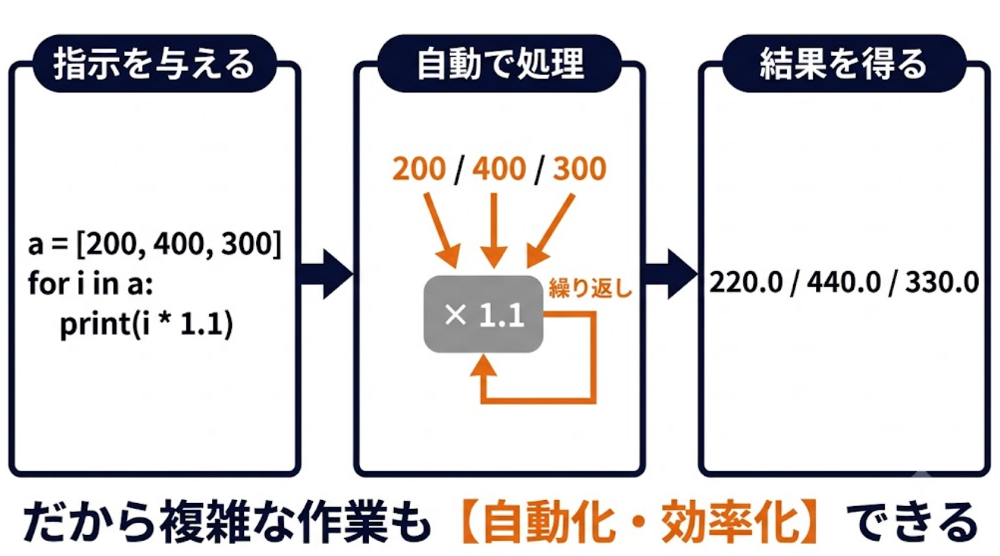 指示を与える
a = [200, 400, 300]
for i in a:
    print(i * 1.1)
自動で処理
200 / 400 / 300
× 1.1
繰り返し
結果を得る
220.0 / 440.0 / 330.0
だから複雑な作業も【自動化・効率化】できる